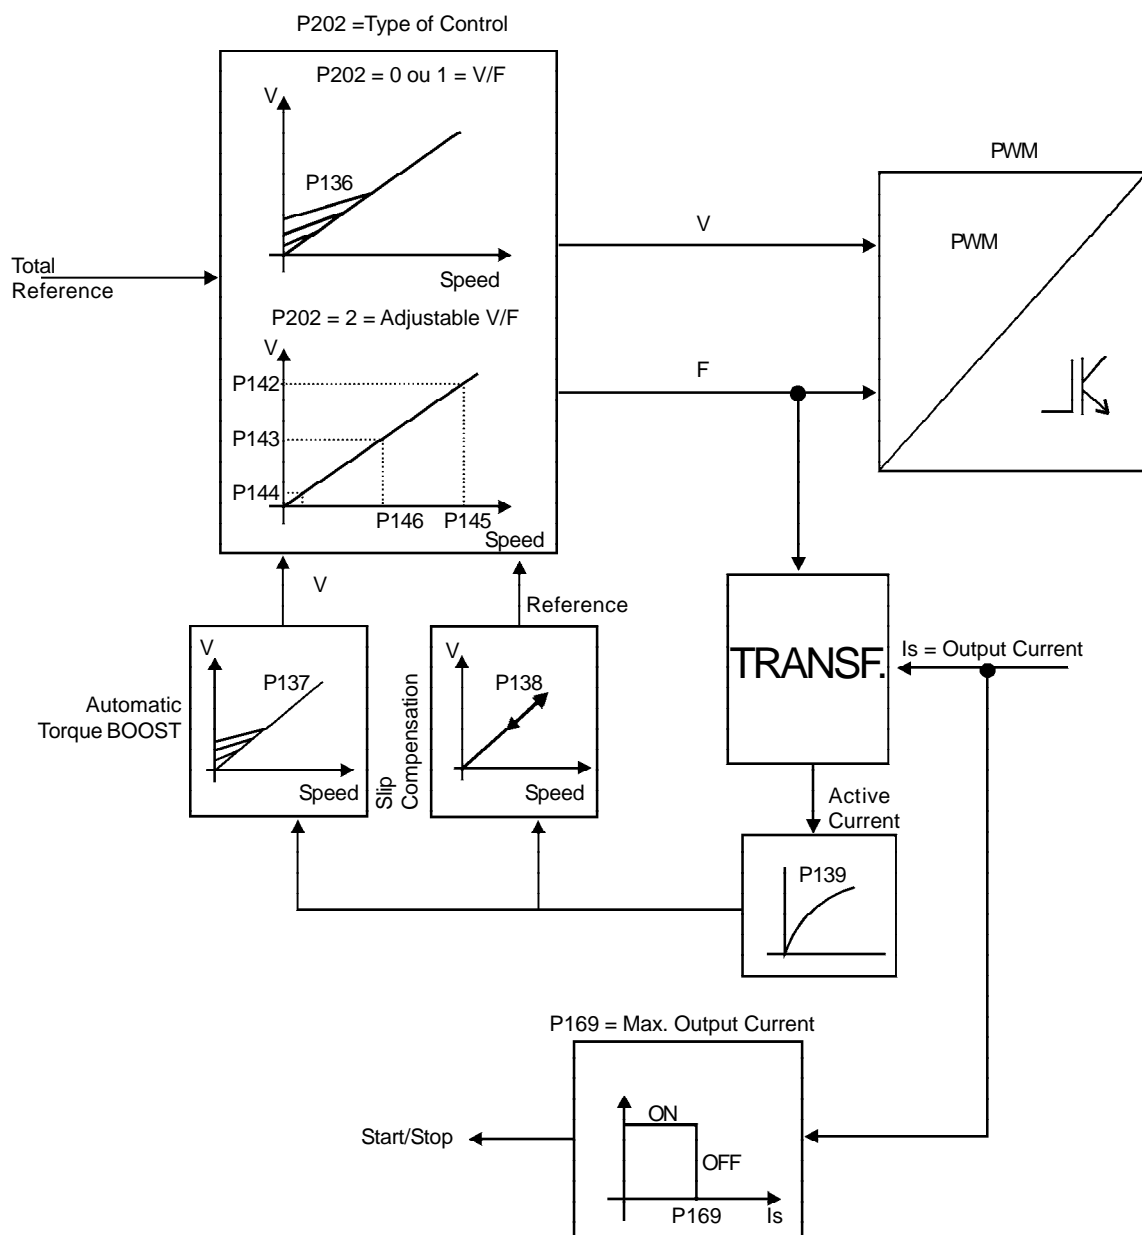 P202 =Type of Control
P202 = 0 ou 1 = V/F
V
P136
Speed
Total
Reference
P202 = 2 = Adjustable V/F
V
P142
P143
P144
P146
P145
Speed
V
F
PWM
PWM
V
Reference
V
P137
Speed
Automatic
Torque BOOST
V
P138
Speed
Slip
Compensation
TRANSF.
Is = Output Current
Active
Current
P139
P169 = Max. Output Current
ON
OFF
P169
Is
Start/Stop